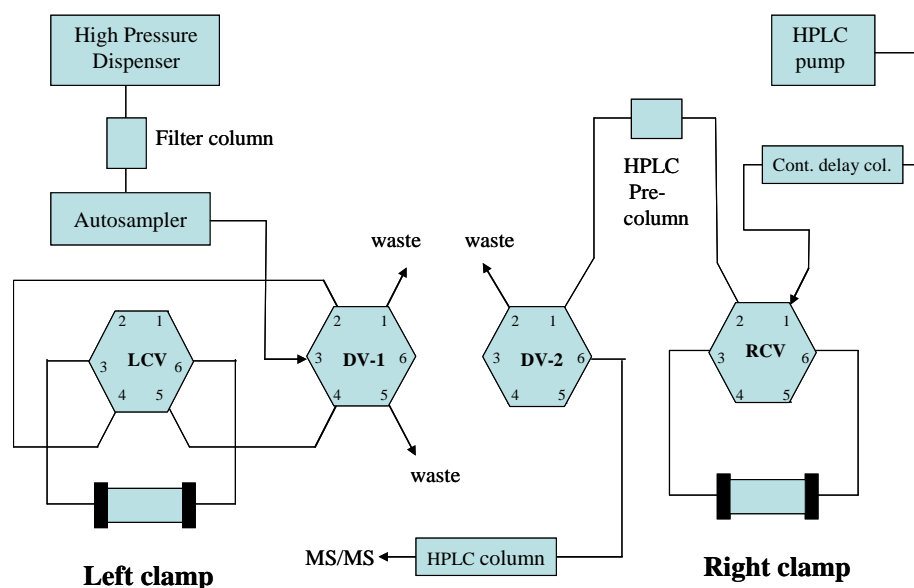 High Pressure
Dispenser
HPLC
pump
Filter column
HPLC
Pre-
column
Cont. delay col.
Autosampler
waste
waste
2
1
3
LCV
6
4
5
2
1
3
DV-1
6
4
5
2
1
3
DV-2
6
4
5
2
1
3
RCV
6
4
5
waste
MS/MS
HPLC column
Left clamp
Right clamp